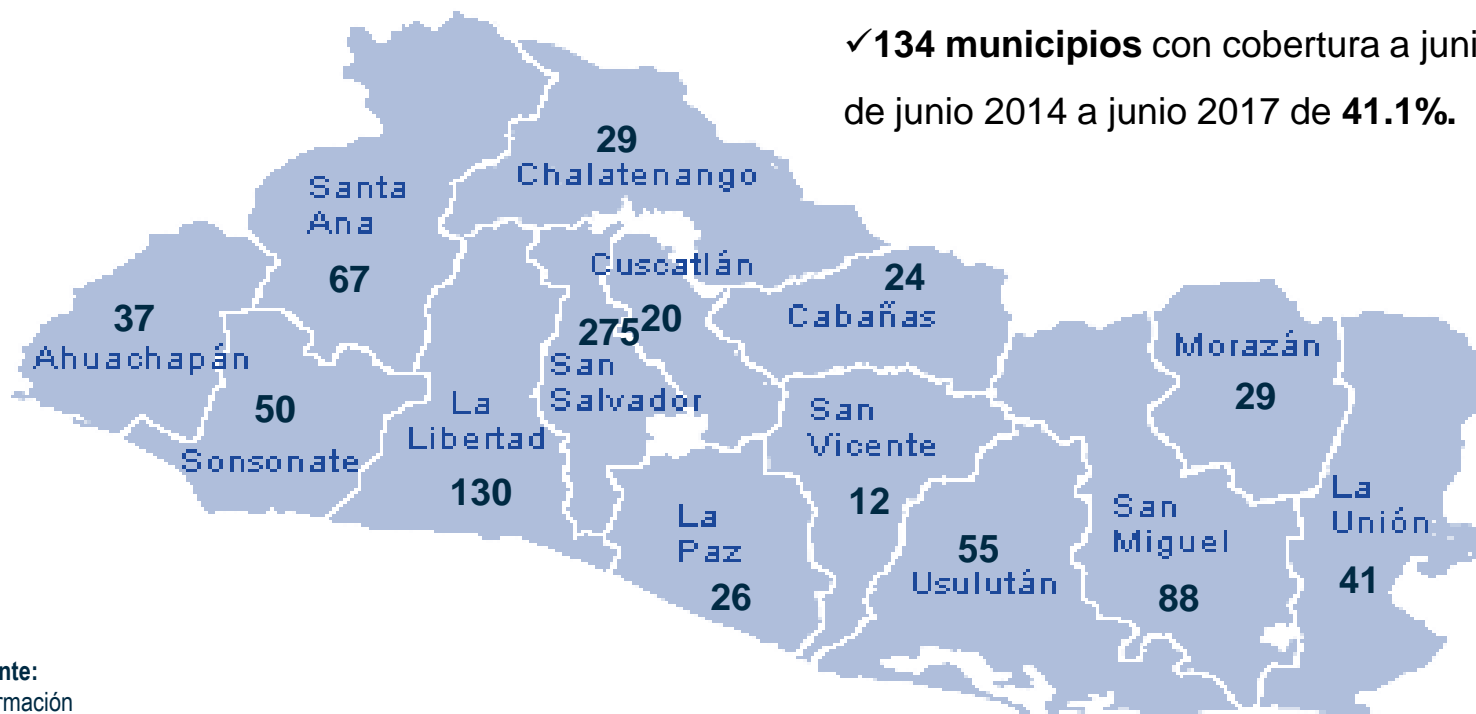 ✓134 municipios con cobertura a juni
de junio 2014 a junio 2017 de 41.1%.
29
Chalatenango
Santa
Ana
67
Cuscatlán
20
24
Cabañas
37
Ahuachapán
275
San
Salvador
Morazán
29
50
Sonsonate
La
Libertad
130
San
Vicente
12
La
Paz
26
55
Usulután
San
Miguel
88
La
Unión
41
nte:
rmación